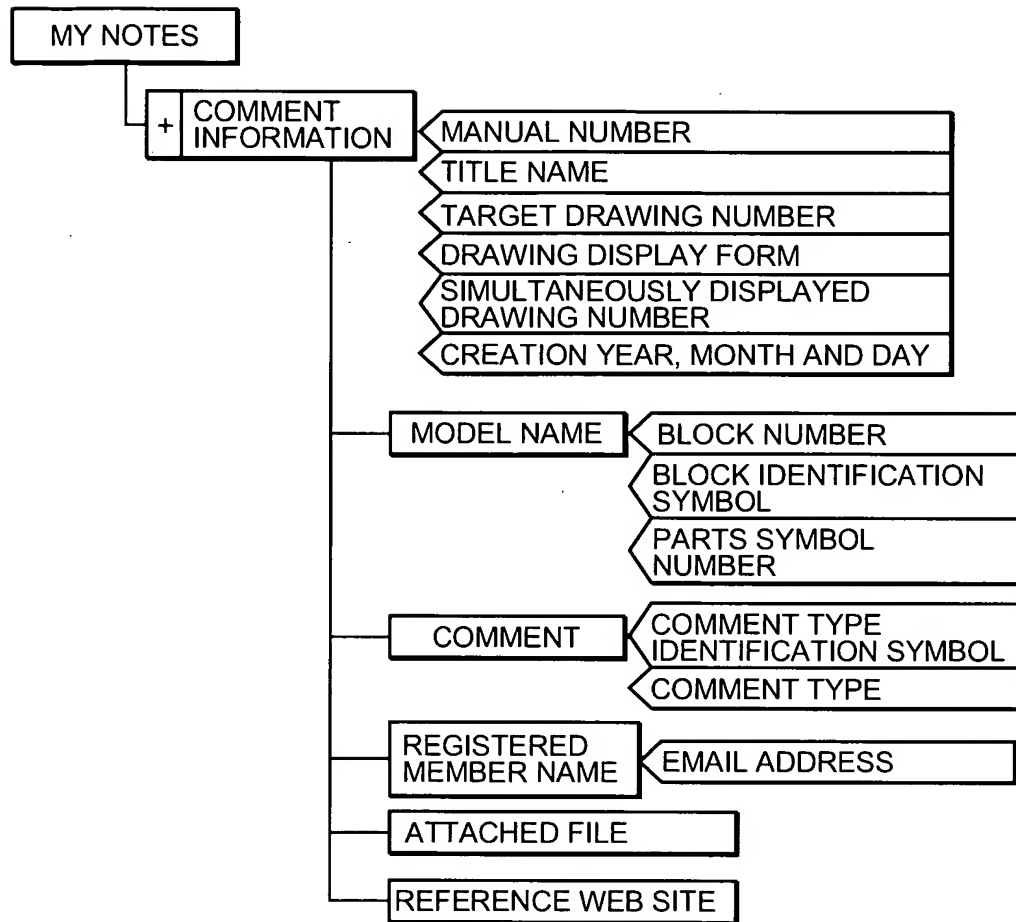 MY NOTES
+
COMMENT
INFORMATION
MANUAL NUMBER
TITLE NAME
TARGET DRAWING NUMBER
DRAWING DISPLAY FORM
SIMULTANEOUSLY DISPLAYED
DRAWING NUMBER
CREATION YEAR, MONTH AND DAY
MODEL NAME
BLOCK NUMBER
BLOCK IDENTIFICATION
SYMBOL
PARTS SYMBOL
NUMBER
COMMENT
COMMENT TYPE
IDENTIFICATION SYMBOL
COMMENT TYPE
REGISTERED
MEMBER NAME
EMAIL ADDRESS
ATTACHED FILE
REFERENCE WEB SITE